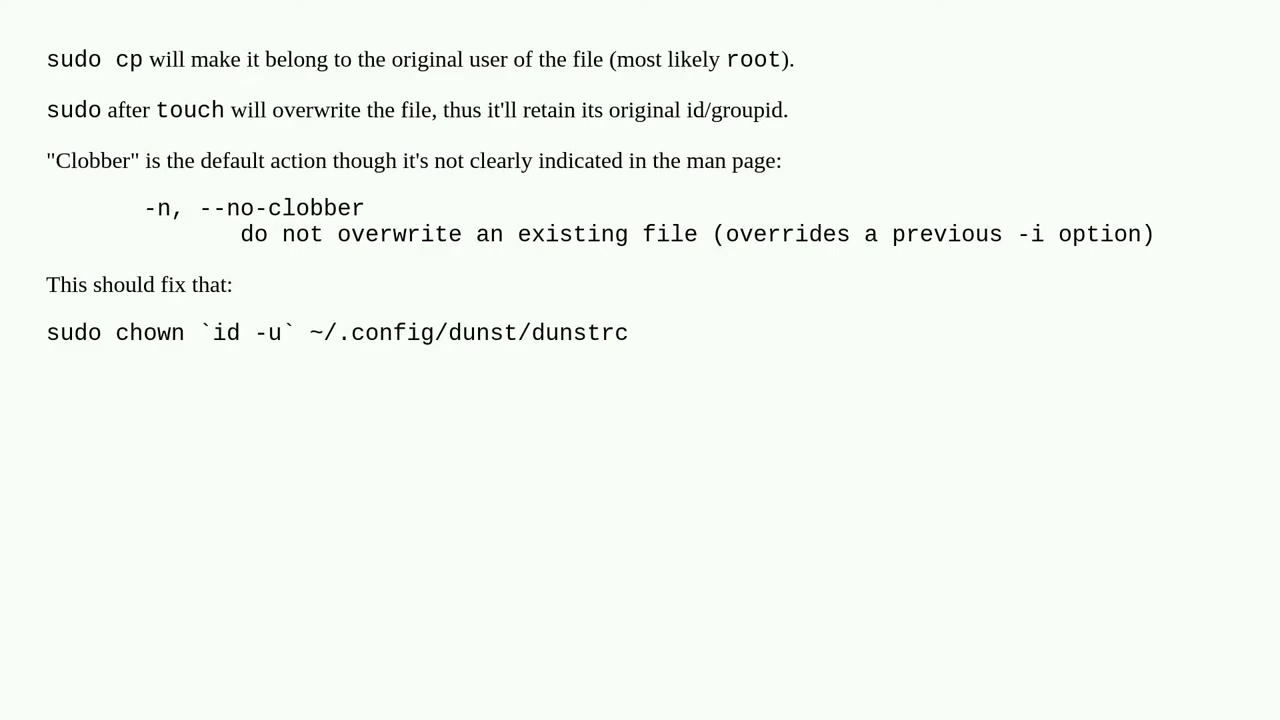 sudo cp will make it belong to the original user of the file (most likely root).
sudo after touch will overwrite the file, thus it'll retain its original id/groupid.
"Clobber" is the default action though it's not clearly indicated in the man page:
-n, --no-clobber
do not overwrite an existing file (overrides a previous -i option)
This should fix that:
sudo chown `id -u` ~/.config/dunst/dunstrc